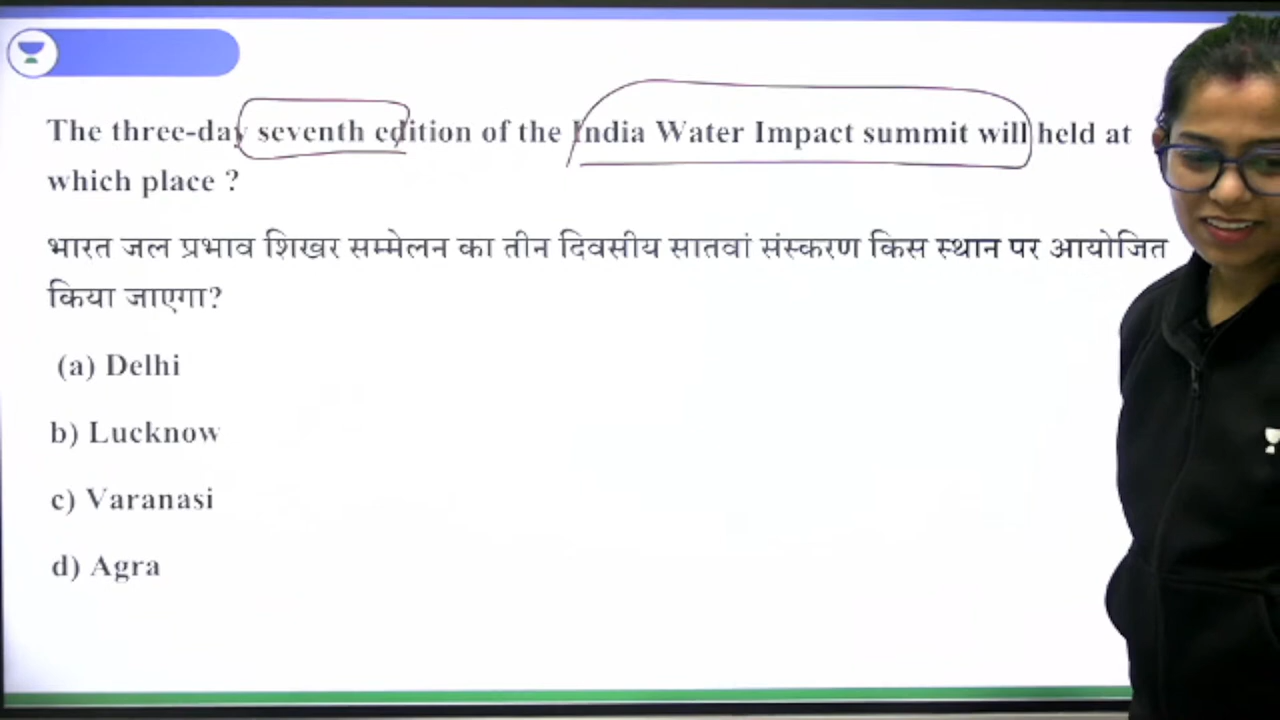 The three-day seventh edition of the India Water Impact summit will held at
which place ?
भारत जल प्रभाव शिखर सम्मेलन का तीन दिवसीय सातवां संस्करण किस स्थान पर आयोजित
किया जाएगा?
(a) Delhi
b) Lucknow
c) Varanasi
d) Agra